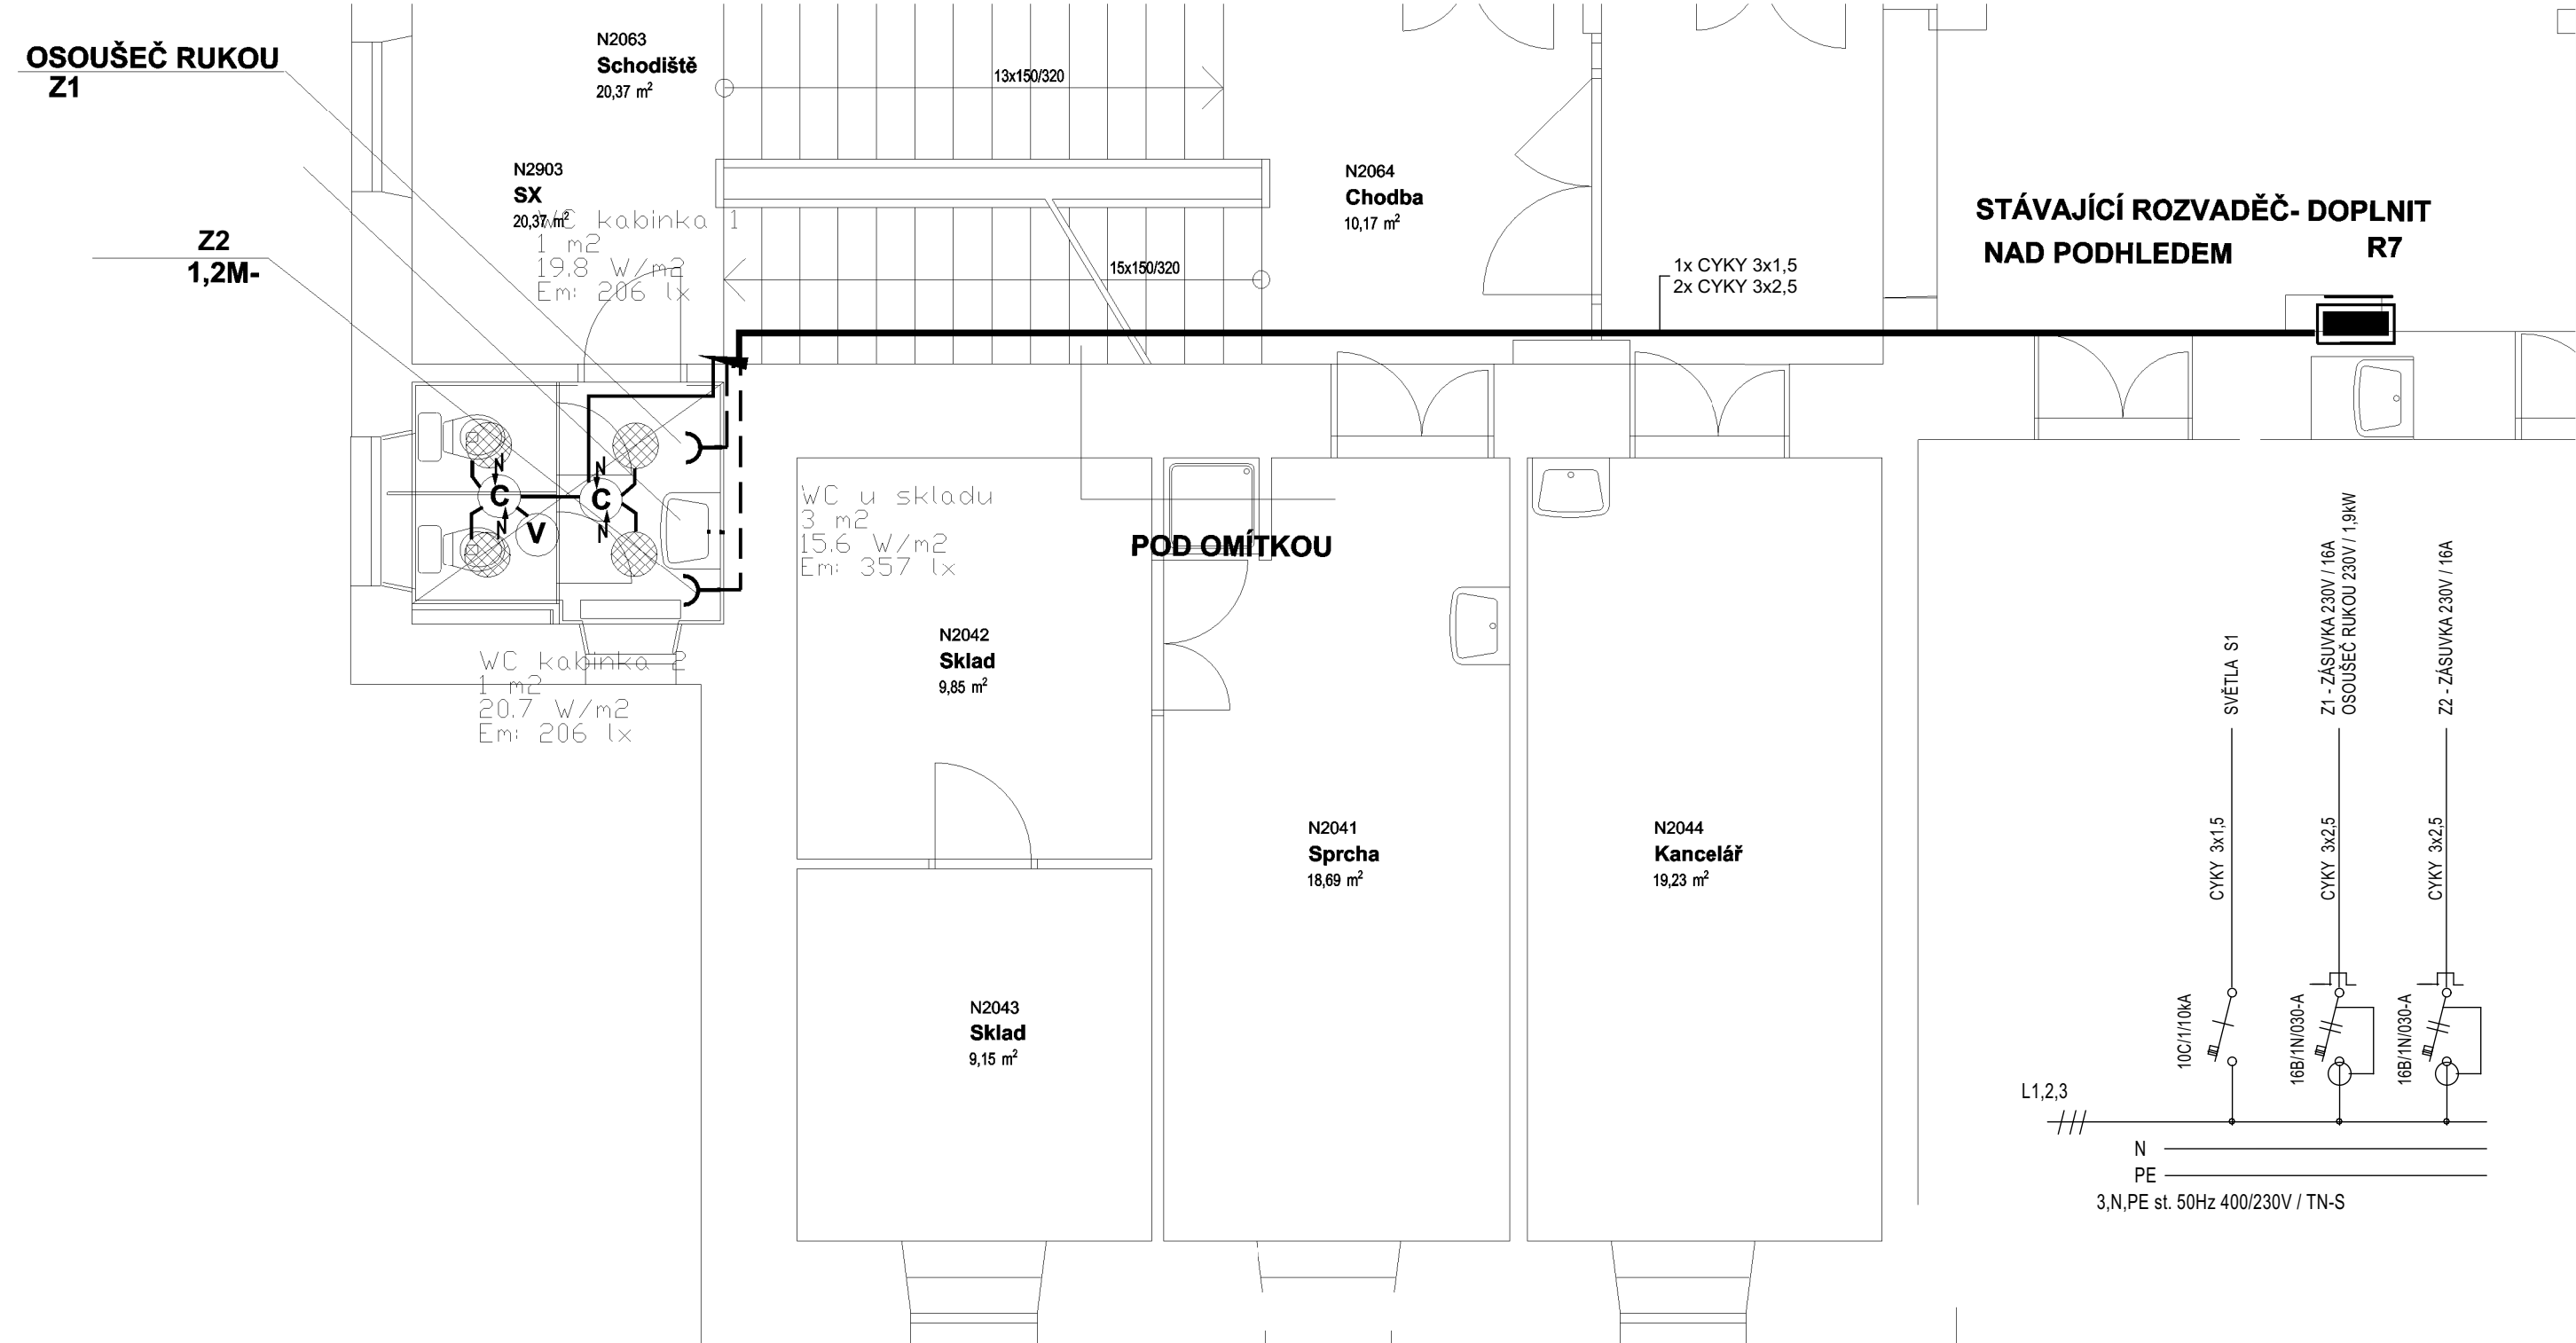 OSOUŠEČ RUKOU
Z1
Z2
1,2M-
N2063
Schodiště
20,37 m²
13x150/320
N2903
SX
20,37 m²
WC kabinka 1
1 m2
19.8 W/m2
Em: 206 lx
15x150/320
N2064
Chodba
10,17 m²
1x CYKY 3x1,5
2x CYKY 3x2,5
STÁVAJÍCÍ ROZVADĚČ- DOPLNIT
NAD PODHLEDEM
R7
N
N
C
C
N
N
V
WC u skladu
3 m2
15.6 W/m2
Em: 357 lx
POD OMÍTKOU
WC kabinka 2
1 m2
20.7 W/m2
Em: 206 lx
N2042
Sklad
9,85 m²
N2041
Sprcha
18,69 m²
N2044
Kancelář
19,23 m²
N2043
Sklad
9,15 m²
SVĚTLA S1
Z1 - ZÁSUVKA 230V / 16A
OSOUŠEČ RUKOU 230V / 1,9kW
Z2 - ZÁSUVKA 230V / 16A
CYKY 3x1,5
CYKY 3x2,5
CYKY 3x2,5
10C/1/10kA
16B/1N/030-A
16B/1N/030-A
L1,2,3
N
PE
3,N,PE st. 50Hz 400/230V / TN-S